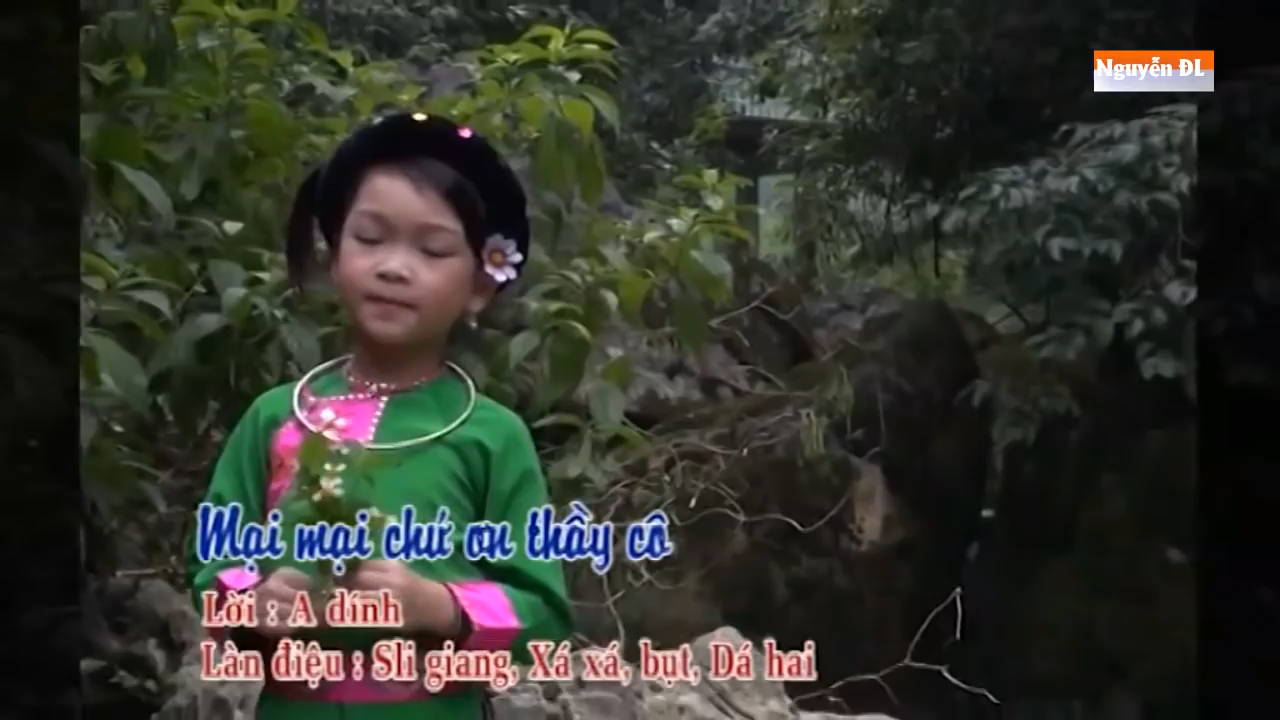 Nguyễn ĐL
Mại mại chứ ơn thầy cô
Lời : A dính
Làn điệu : Sli giang, Xá xá, bụt, Dá hai